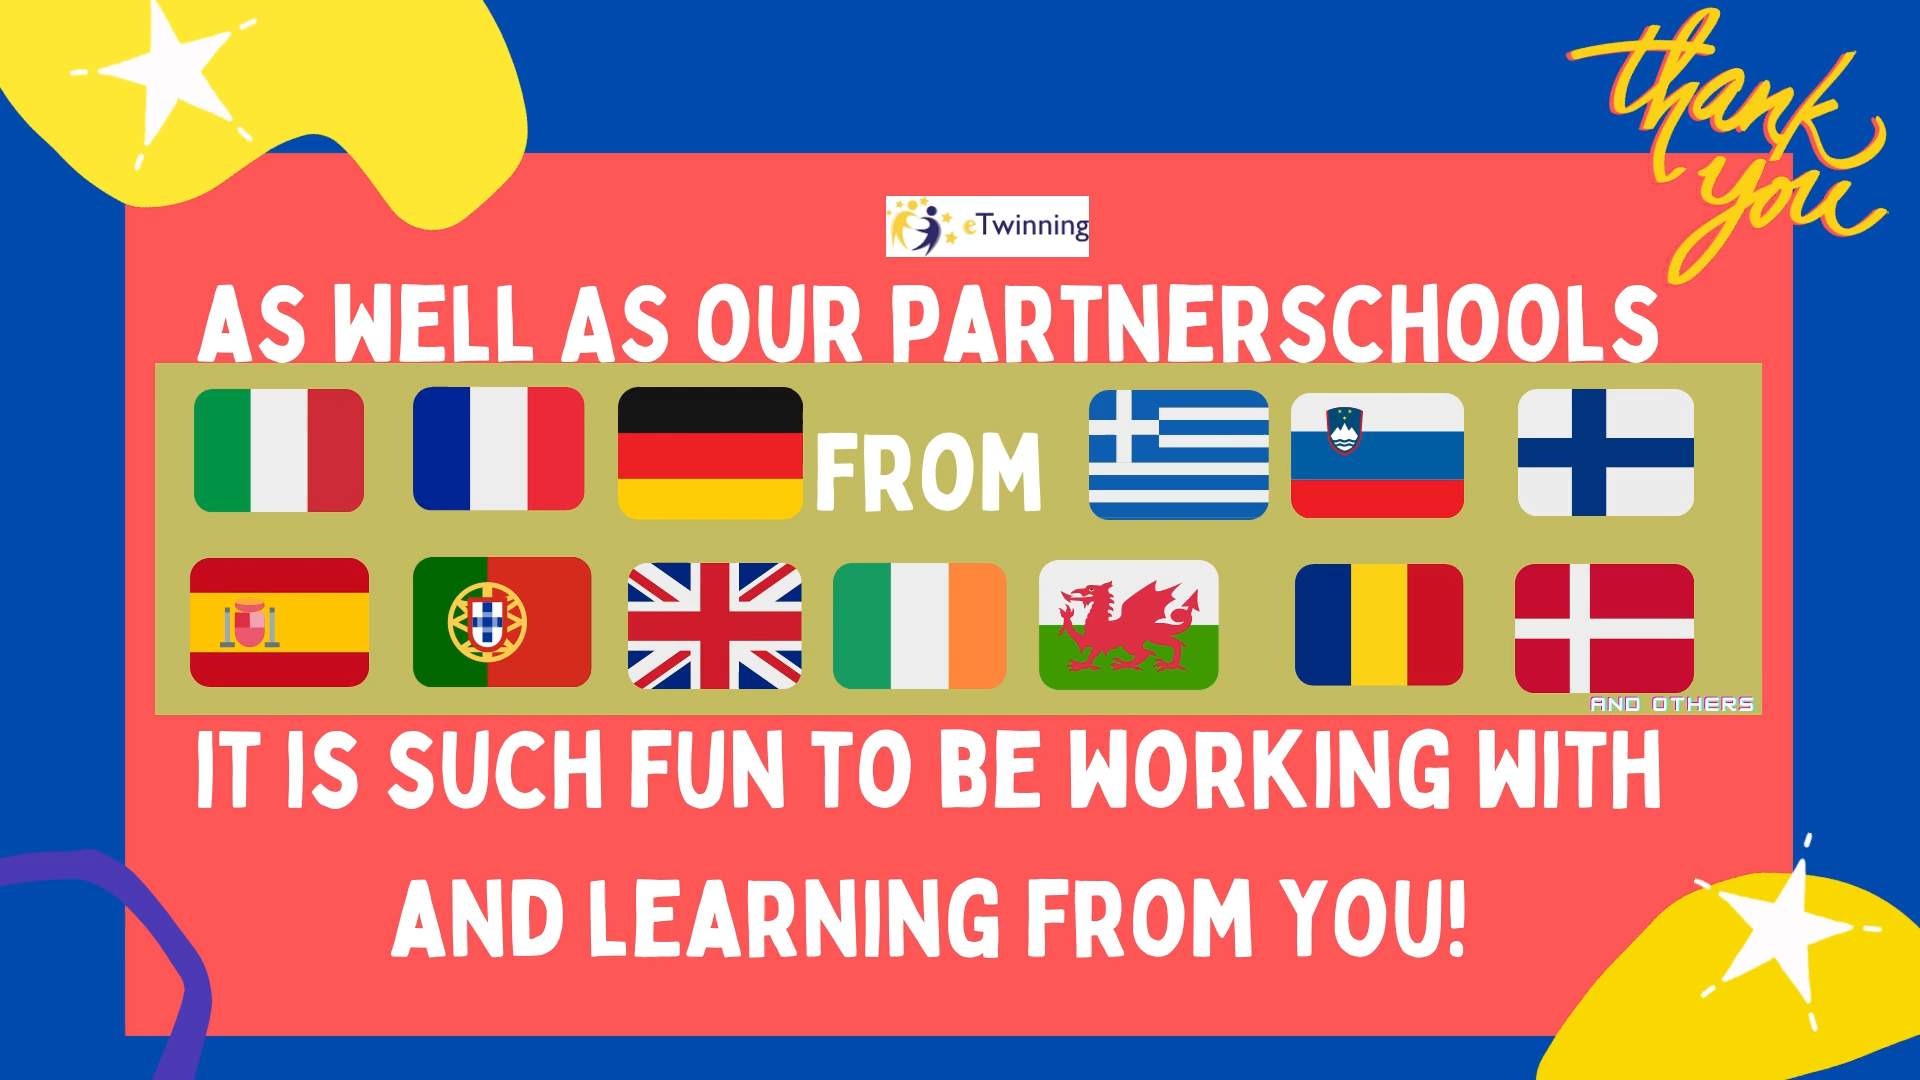 thank
you
eTwinning
AS WELL AS OUR PARTNERSCHOOLS
FROM
AND OTHERS
IT IS SUCH FUN TO BE WORKING WITH
AND LEARNING FROM YOU!